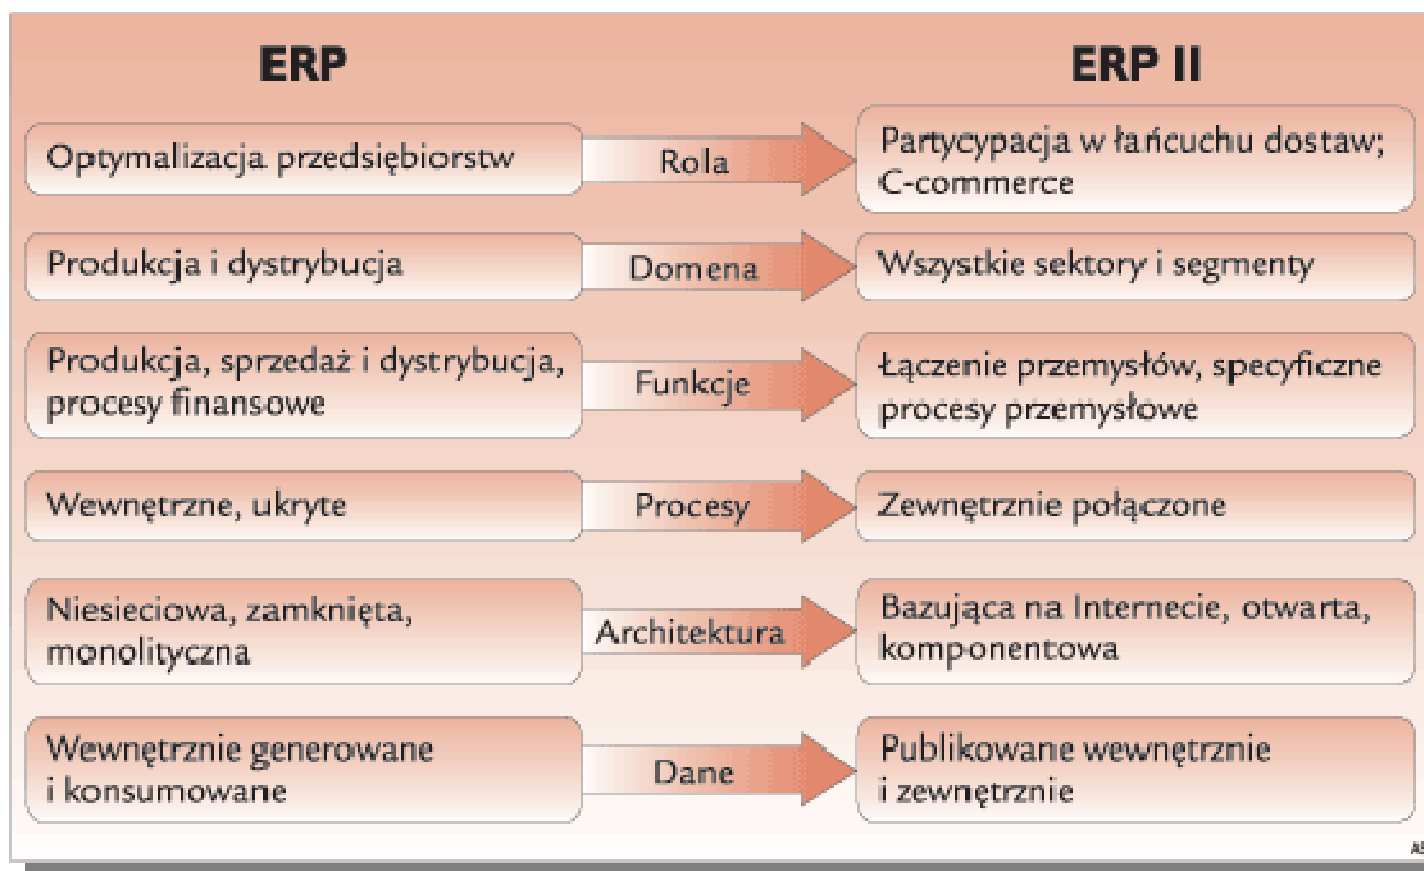 ERP
ERP II
Optymalizacja przedsiębiorstw
Rola
Partycypacja w łańcuchu dostaw;
C-commerce
Produkcja i dystrybucja
Domena
Wszystkie sektory i segmenty
Produkcja, sprzedaż i dystrybucja,
procesy finansowe
Funkcje
Łączenie przemysłów, specyficzne
procesy przemysłowe
Wewnętrzne, ukryte
Procesy
Zewnętrznie połączone
Niesieciowa, zamknięta,
monolityczna
Architektura
Bazująca na Internecie, otwarta,
komponentowa
Wewnętrznie generowane
i konsumowane
Dane
Publikowane wewnętrznie
i zewnętrznie